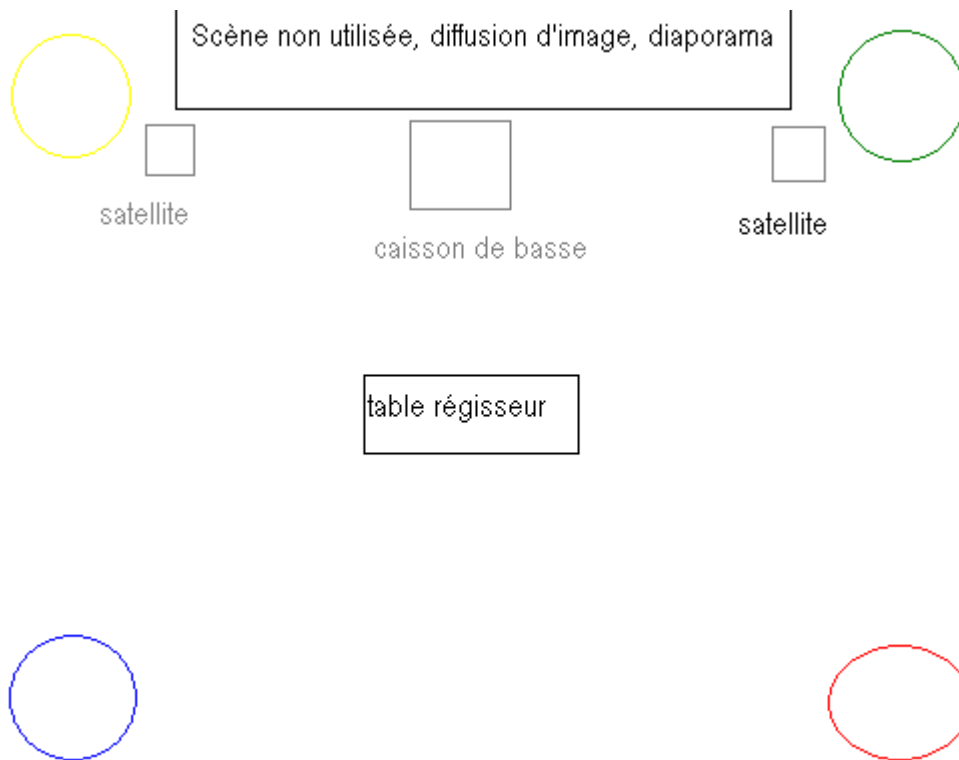 Scène non utilisée, diffusion d'image, diaporama
satellite
satellite
caisson de basse
table régisseur